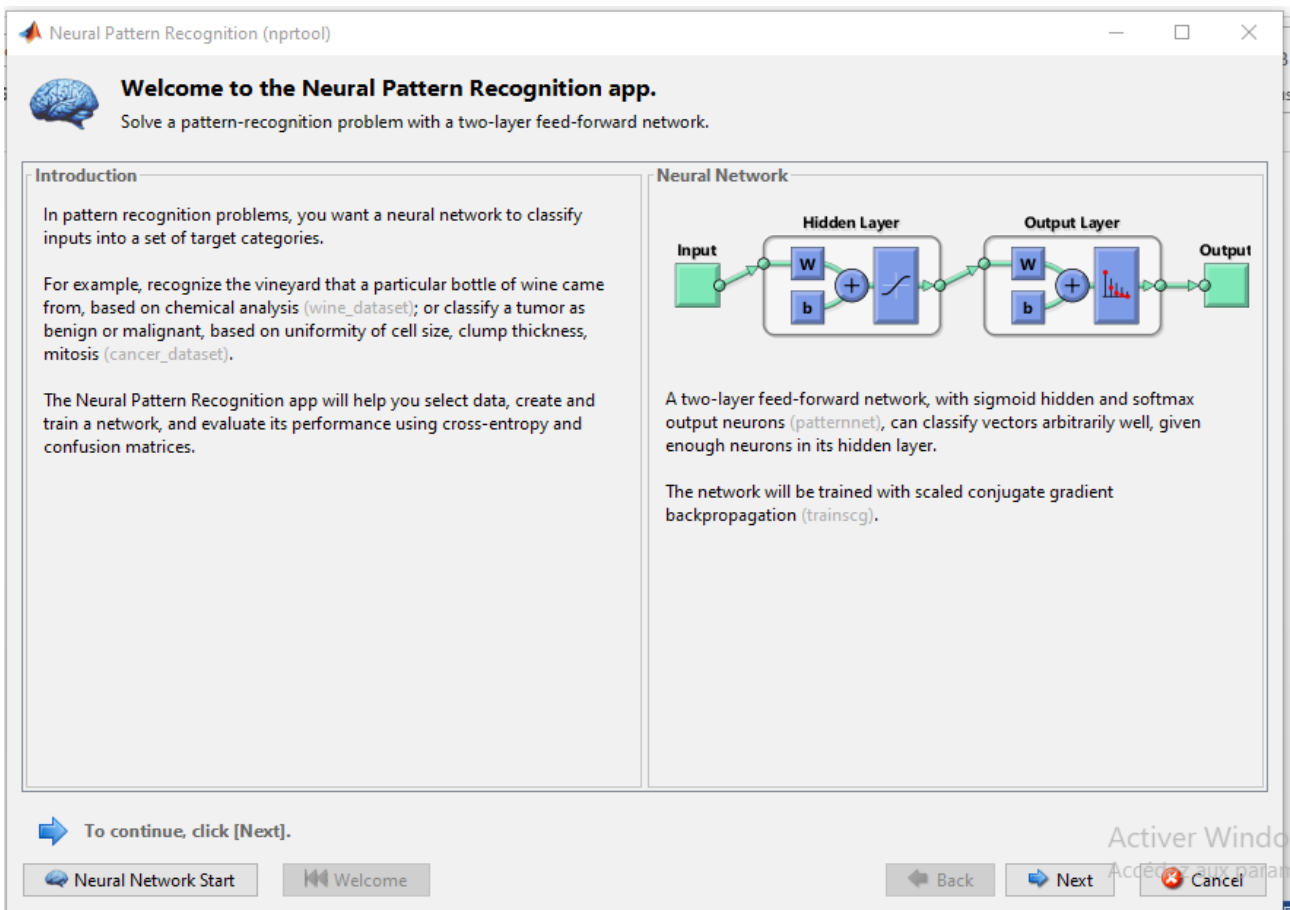 Neural Pattern Recognition (nprtool)
Welcome to the Neural Pattern Recognition app.
Solve a pattern-recognition problem with a two-layer feed-forward network.
Introduction
In pattern recognition problems, you want a neural network to classify
inputs into a set of target categories.
For example, recognize the vineyard that a particular bottle of wine came
from, based on chemical analysis (wine_dataset); or classify a tumor as
benign or malignant, based on uniformity of cell size, clump thickness,
mitosis (cancer_dataset).
The Neural Pattern Recognition app will help you select data, create and
train a network, and evaluate its performance using cross-entropy and
confusion matrices.
Neural Network
Hidden Layer
Output Layer
Input
Output
W
W
b
b
A two-layer feed-forward network, with sigmoid hidden and softmax
output neurons (patternnet), can classify vectors arbitrarily well, given
enough neurons in its hidden layer.
The network will be trained with scaled conjugate gradient
backpropagation (trainscg).
To continue, click [Next].
Activer Windo
Neural Network Start
Welcome
Back
Next
Cancel